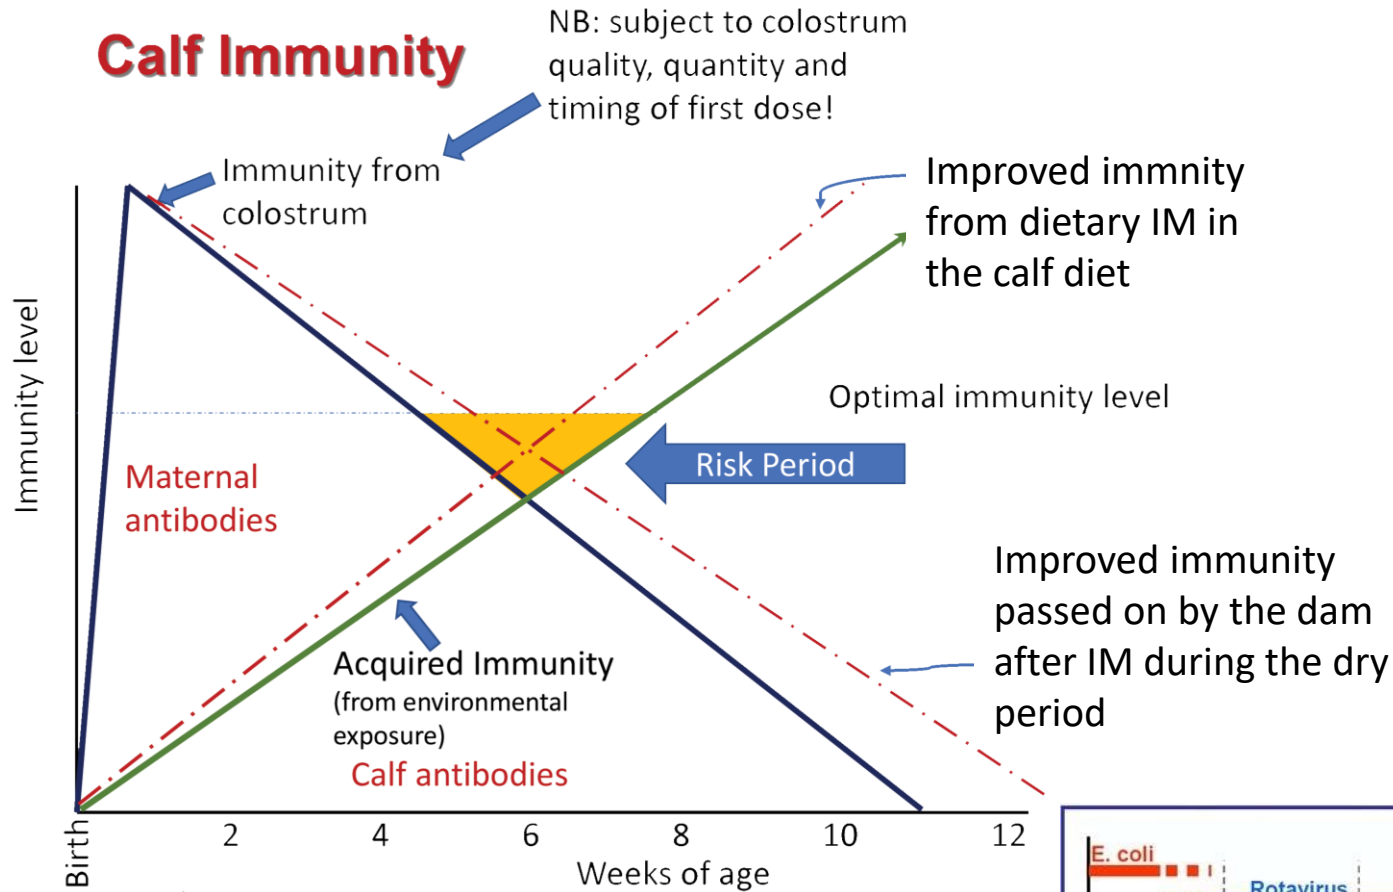 Calf Immunity
NB: subject to colostrum
quality, quantity and
timing of first dose!
Immunity from
colostrum
Improved immnity
from dietary IM in
the calf diet
Immunity level
Optimal immunity level
Risk Period
Maternal
antibodies
Improved immunity
passed on by the dam
after IM during the dry
period
Acquired Immunity
(from environmental
exposure)
Calf antibodies
Birth 2 4 6 8 10 12
Weeks of age
E. coli
Rotavirus